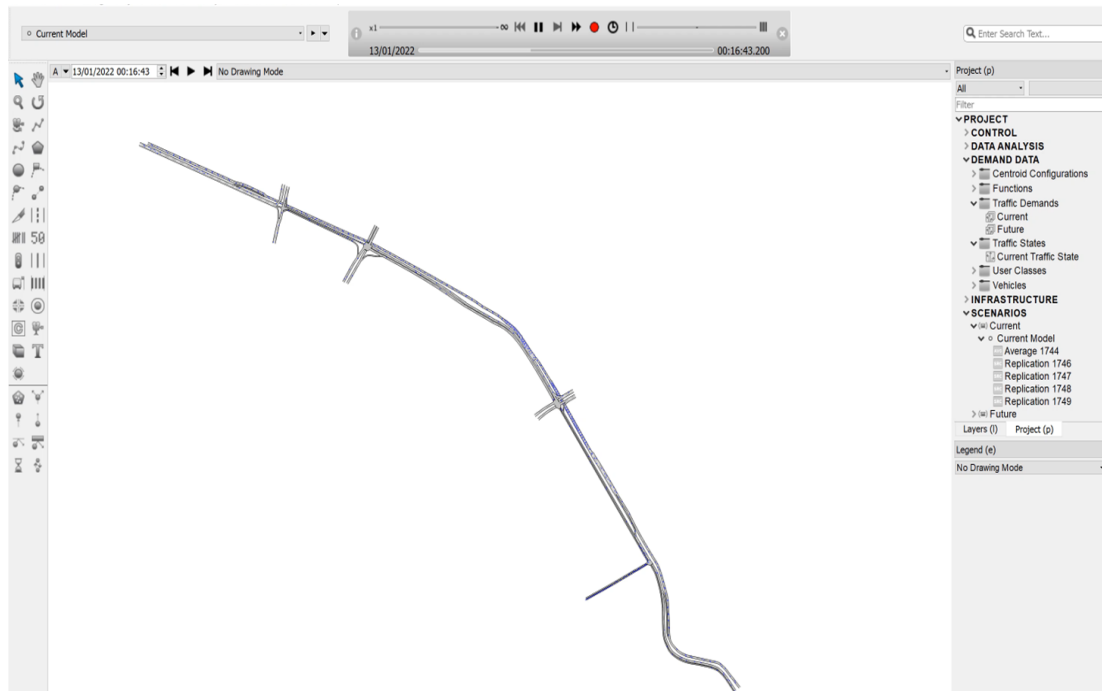 Current Model
x1
∞
13/01/2022
00:16:43.200
Enter Search Text...
A
13/01/2022 00:16:43
No Drawing Mode
Project (p)
All
Filter
PROJECT
CONTROL
DATA ANALYSIS
DEMAND DATA
Centroid Configurations
Functions
Traffic Demands
Current
Future
Traffic States
Current Traffic State
User Classes
Vehicles
INFRASTRUCTURE
SCENARIOS
Current
Current Model
Average 1744
Replication 1746
Replication 1747
Replication 1748
Replication 1749
Future
Layers (l)
Project (p)
Legend (e)
No Drawing Mode
50
C
T